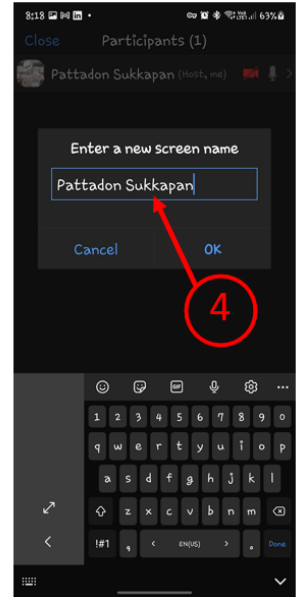 8:18 63%
Close Participants (1)
Pattadon Sukkapan (Host, me)
Enter a new screen name
Pattadon Sukkapan
Cancel OK
4
GIF
1 2 3 4 5 6 7 8 9 0
q w e r t y u i o p
a s d f g h j k l
z x c v b n m
!#1 , < EN(US) > . Done